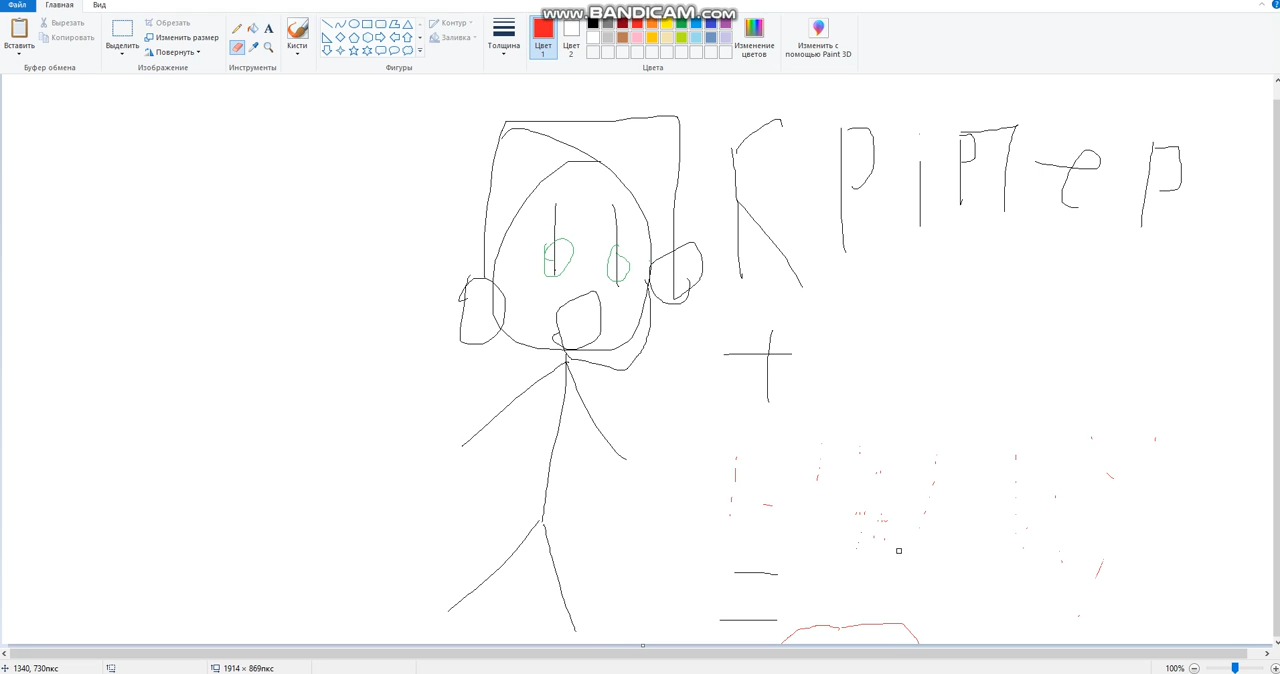 Файл Главная Вид
www.BANDICAM.com
Вставить
Вырезать
Копировать
Буфер обмена
Выделить
Обрезать
Изменить размер
Повернуть
Изображение
Инструменты
Кисти
Фигуры
Контур
Заливка
Толщина
Цвет 1
Цвет 2
Цвета
Изменение цветов
Изменить с помощью Paint 3D
+
=
1340, 730пкс
1914 × 869пкс
100%